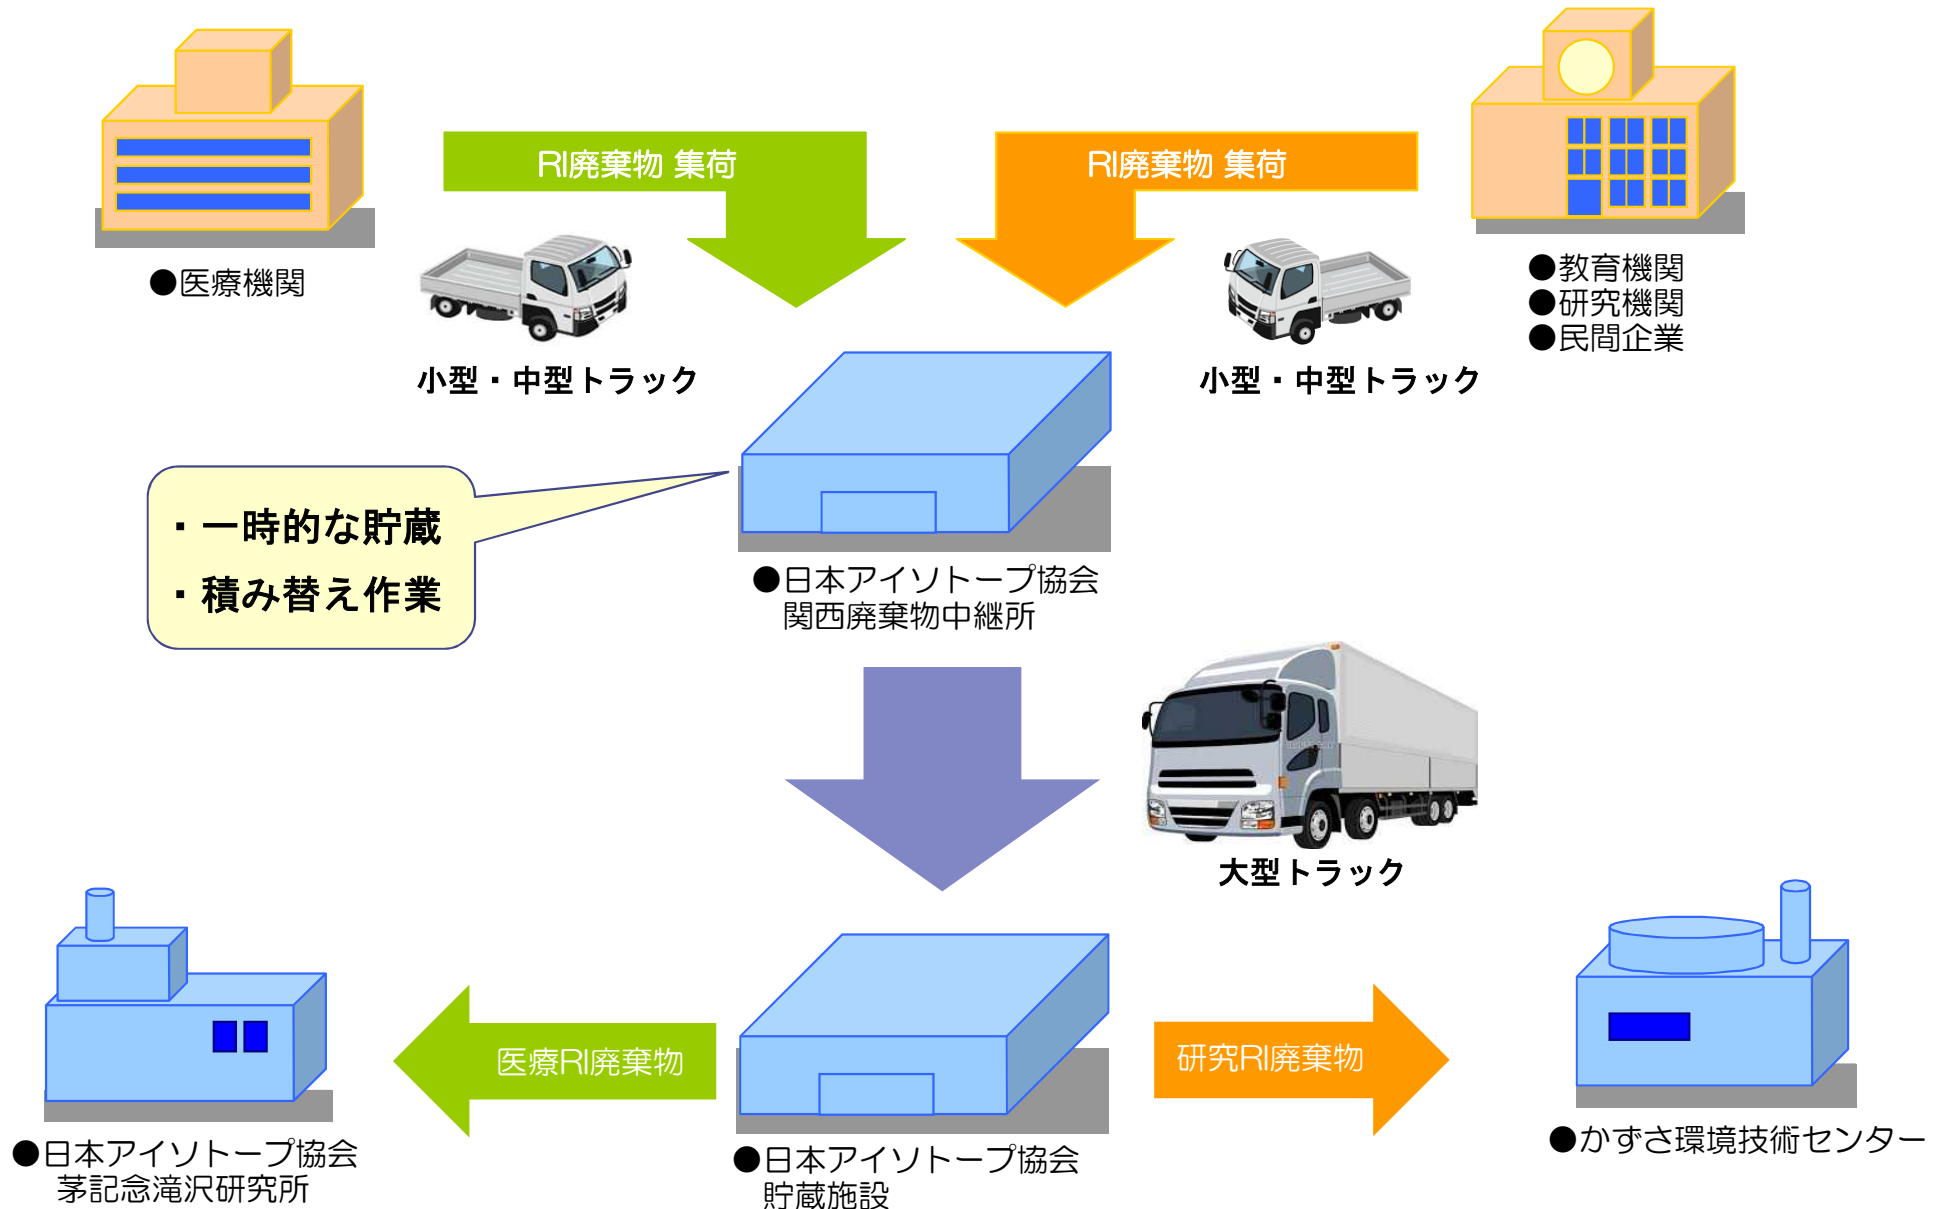 RI廃棄物 集荷
RI廃棄物 集荷
●医療機関
●教育機関
●研究機関
●民間企業
小型・中型トラック
小型・中型トラック
・一時的な貯蔵
・積み替え作業
●日本アイソトープ協会
関西廃棄物中継所
大型トラック
医療RI廃棄物
研究RI廃棄物
●日本アイソトープ協会
茅記念滝沢研究所
●日本アイソトープ協会
貯蔵施設
●かずさ環境技術センター